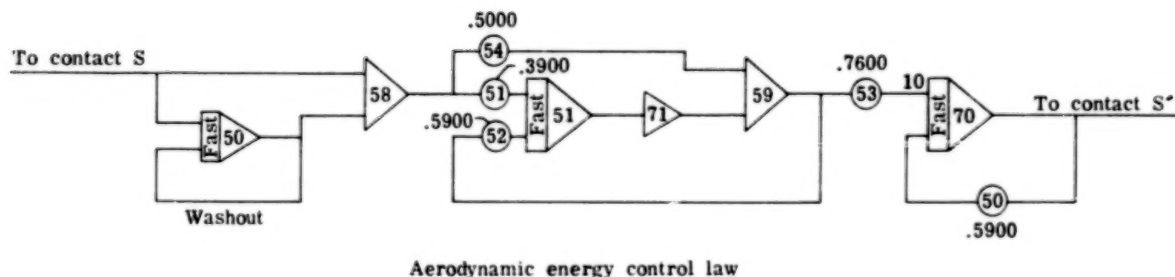 .5000
To contact S
54
.3900
.7600
58
51
59
53
10
To contact S'
.5900
Fast
51
71
Fast
70
Fast
50
52
50
Washout
.5900
Aerodynamic energy control law